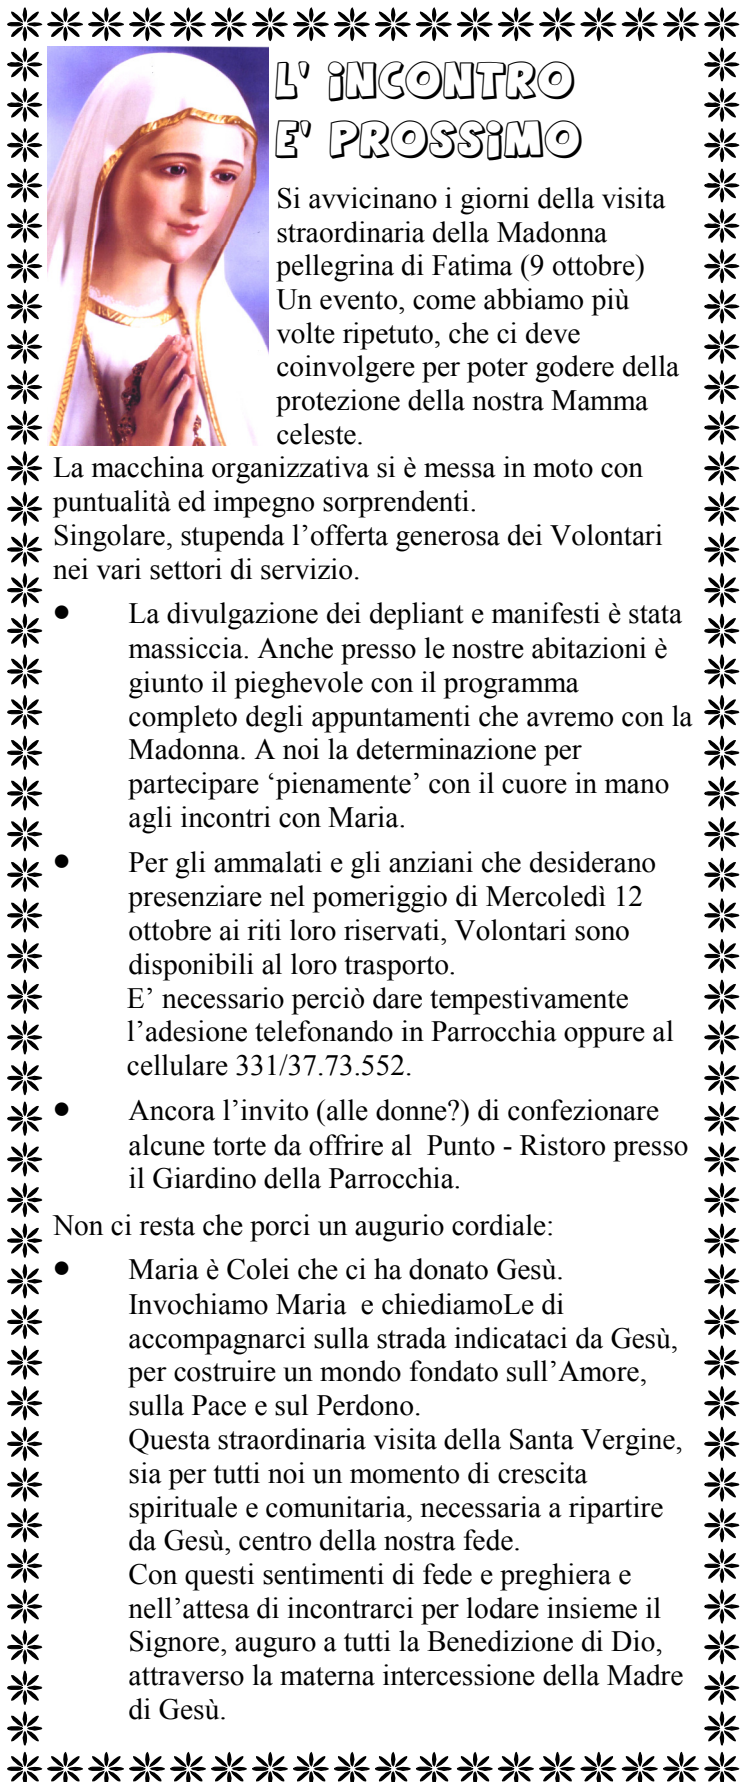 L' INCONTRO
E' PROSSIMO
Si avvicinano i giorni della visita
straordinaria della Madonna
pellegrina di Fatima (9 ottobre)
Un evento, come abbiamo più
volte ripetuto, che ci deve
coinvolgere per poter godere della
protezione della nostra Mamma
celeste.
La macchina organizzativa si è messa in moto con
puntualità ed impegno sorprendenti.
Singolare, stupenda l’offerta generosa dei Volontari
nei vari settori di servizio.
● La divulgazione dei depliant e manifesti è stata
massiccia. Anche presso le nostre abitazioni è
giunto il pieghevole con il programma
completo degli appuntamenti che avremo con la
Madonna. A noi la determinazione per
partecipare ‘pienamente’ con il cuore in mano
agli incontri con Maria.
● Per gli ammalati e gli anziani che desiderano
presenziare nel pomeriggio di Mercoledì 12
ottobre ai riti loro riservati, Volontari sono
disponibili al loro trasporto.
E’ necessario perciò dare tempestivamente
l’adesione telefonando in Parrocchia oppure al
cellulare 331/37.73.552.
● Ancora l’invito (alle donne?) di confezionare
alcune torte da offrire al  Punto - Ristoro presso
il Giardino della Parrocchia.
Non ci resta che porci un augurio cordiale:
● Maria è Colei che ci ha donato Gesù.
Invochiamo Maria  e chiediamoLe di
accompagnarci sulla strada indicataci da Gesù,
per costruire un mondo fondato sull’Amore,
sulla Pace e sul Perdono.
Questa straordinaria visita della Santa Vergine,
sia per tutti noi un momento di crescita
spirituale e comunitaria, necessaria a ripartire
da Gesù, centro della nostra fede.
Con questi sentimenti di fede e preghiera e
nell’attesa di incontrarci per lodare insieme il
Signore, auguro a tutti la Benedizione di Dio,
attraverso la materna intercessione della Madre
di Gesù.